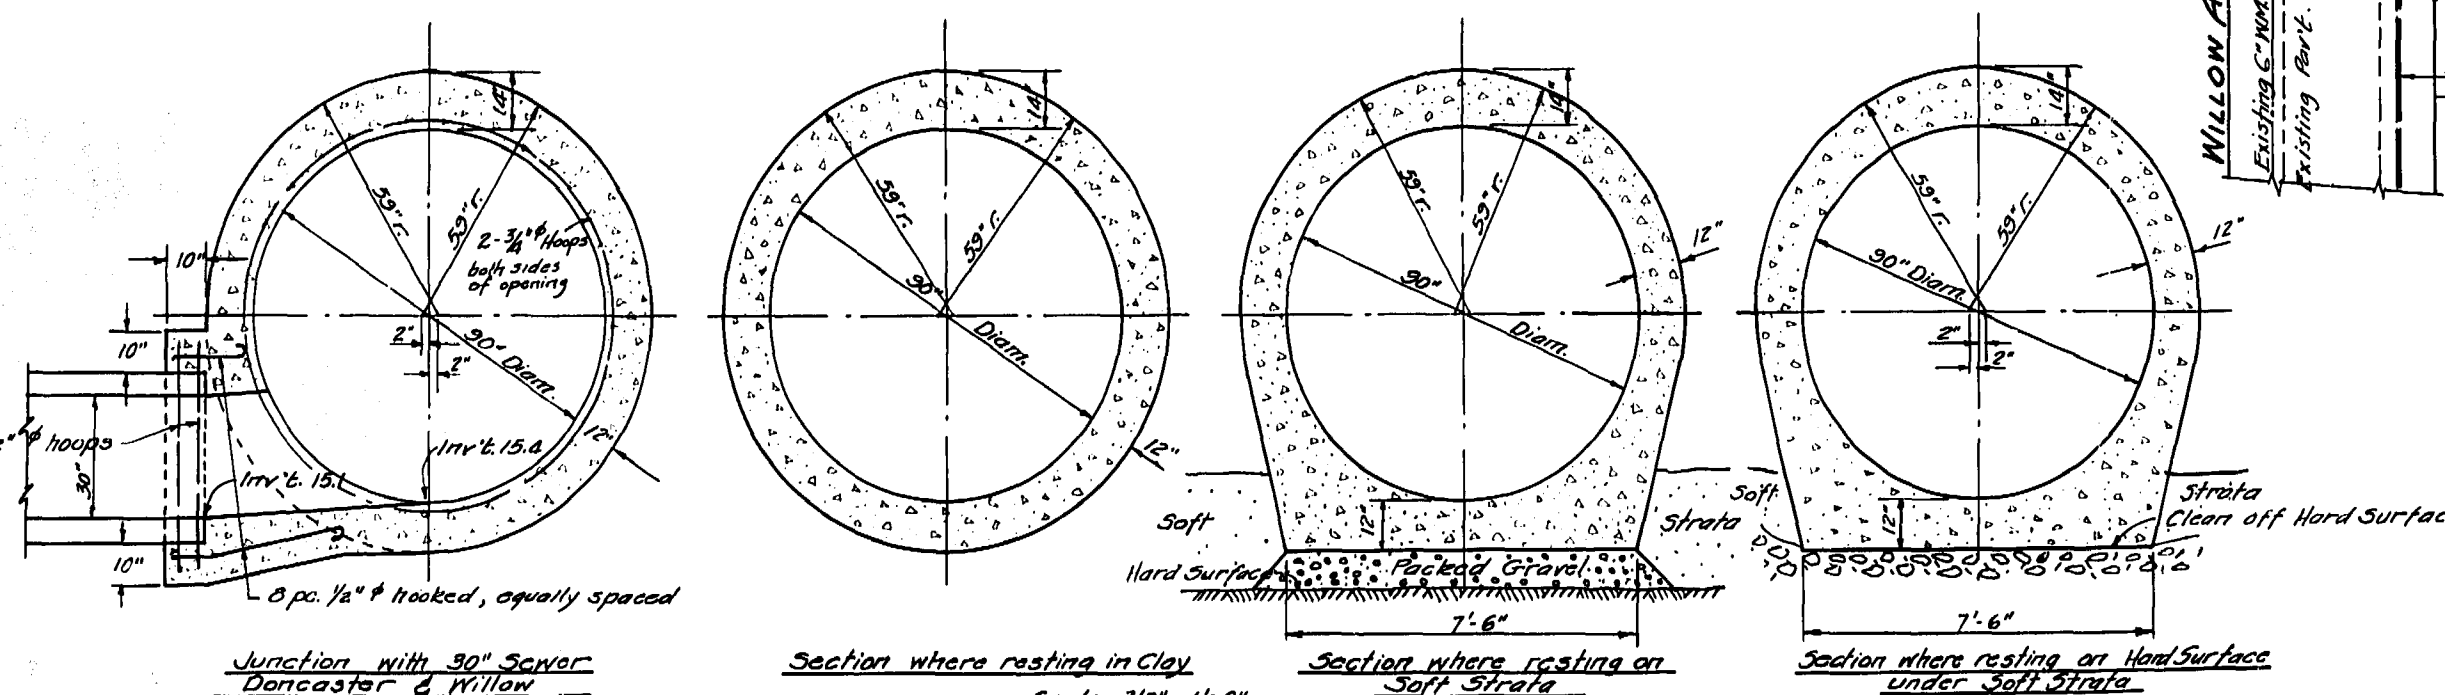 14"
59" r.
59" r.
2-3/4" φ Hoops
both sides
of opening
10"
10"
2"
2"
90" Diam.
" φ hoops
30"
Inv't. 15.1
Inv't. 15.4
12"
10"
8 pc. 1/2" φ hooked, equally spaced
Junction with 30" Sewer
Doncaster & Willow
14"
59" r.
59" r.
90"
Diam.
12"
Section where resting in Clay
14"
59" r.
59" r.
12"
90"
Diam.
Soft
Strata
12"
Hard Surface
Packed Gravel
7'-6"
Section where resting on
Soft Strata
14"
59" r.
59" r.
12"
90" Diam.
2"
2"
Soft
Strata
12"
Clean off Hard Surfac
7'-6"
Section where resting on Hard Surface
under Soft Strata
WILLOW A
Existing 6" WM.
Existing Pav't.